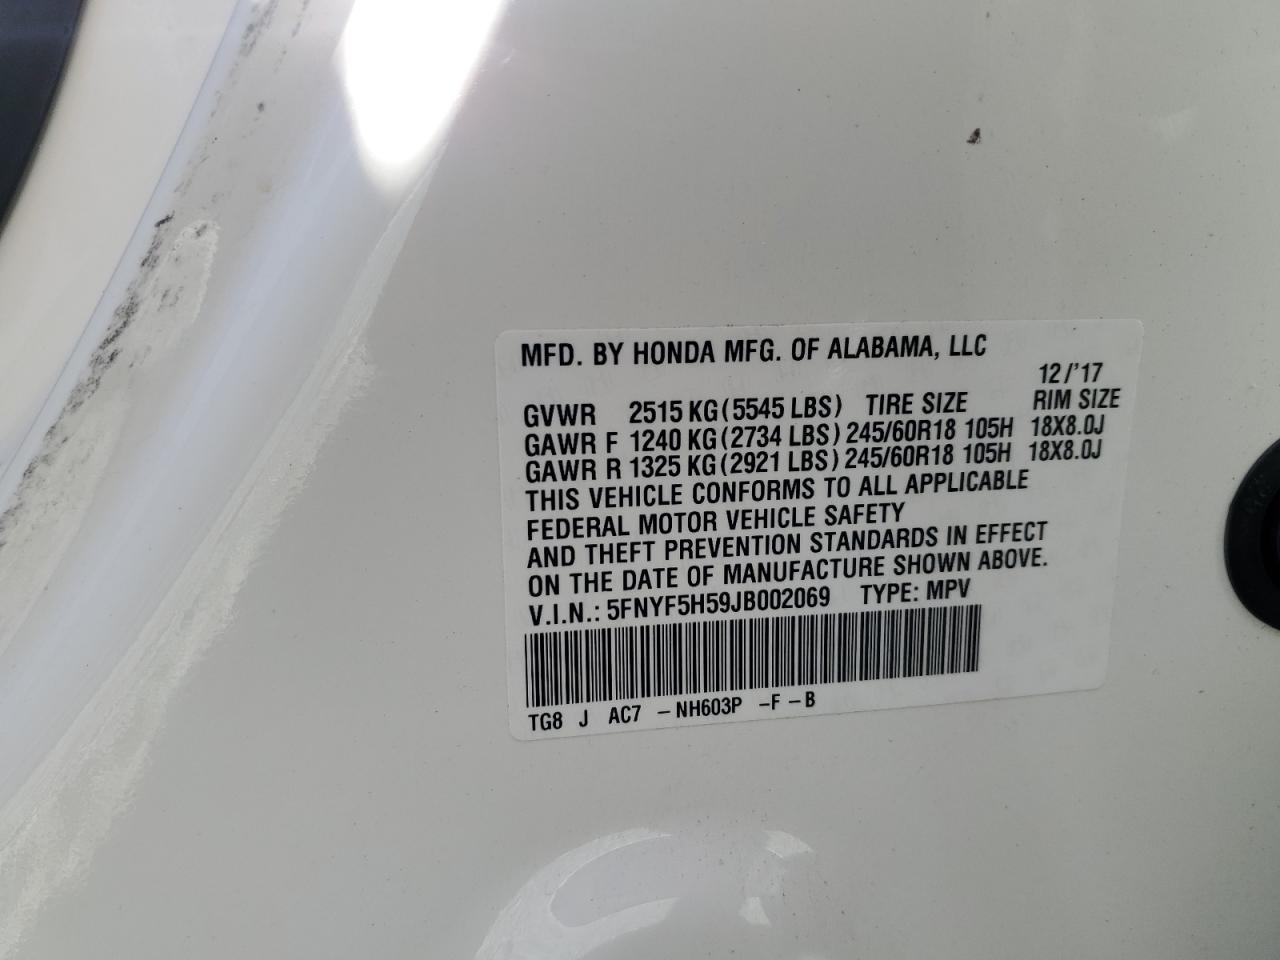 MFD. BY HONDA MFG. OF ALABAMA, LLC
12/'17
GVWR 2515 KG (5545 LBS) TIRE SIZE RIM SIZE
GAWR F 1240 KG (2734 LBS) 245/60R18 105H 18X8.0J
GAWR R 1325 KG (2921 LBS) 245/60R18 105H 18X8.0J
THIS VEHICLE CONFORMS TO ALL APPLICABLE
FEDERAL MOTOR VEHICLE SAFETY
AND THEFT PREVENTION STANDARDS IN EFFECT
ON THE DATE OF MANUFACTURE SHOWN ABOVE.
V.I.N.: 5FNYF5H59JB002069 TYPE: MPV
TG8 J AC7 -NH603P -F -B